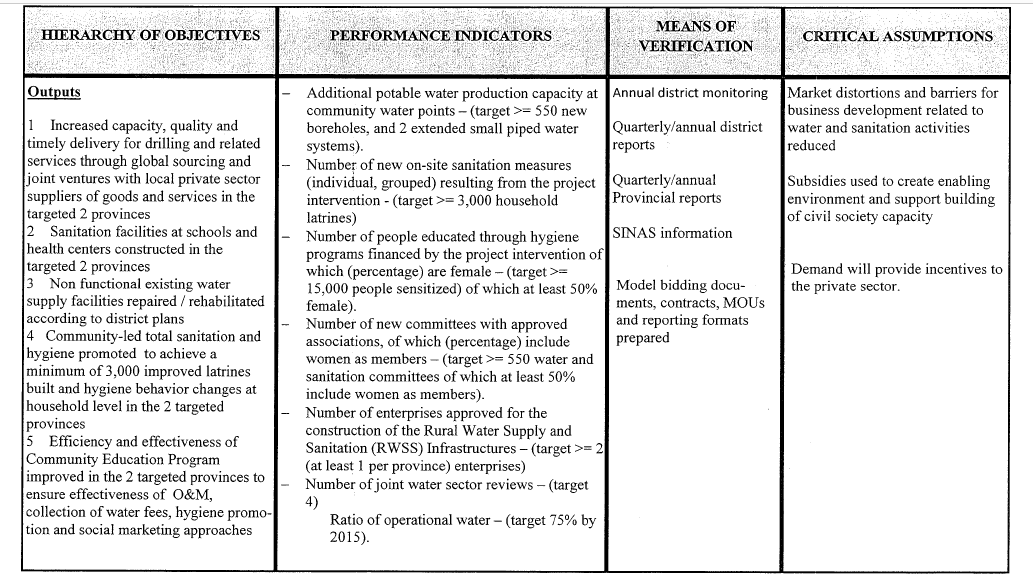 HIERARCHY OF OBJECTIVES
PERFORMANCE INDICATORS
MEANS OF
VERIFICATION
CRITICAL ASSUMPTIONS
Outputs
1 Increased capacity, quality and
timely delivery for drilling and related
services through global sourcing and
joint ventures with local private sector
suppliers of goods and services in the
targeted 2 provinces
2 Sanitation facilities at schools and
health centers constructed in the
targeted 2 provinces
3 Non functional existing water
supply facilities repaired / rehabilitated
according to district plans
4 Community-led total sanitation and
hygiene promoted to achieve a
minimum of 3,000 improved latrines
built and hygiene behavior changes at
household level in the 2 targeted
provinces
5 Efficiency and effectiveness of
Community Education Program
improved in the 2 targeted provinces to
ensure effectiveness of O&M,
collection of water fees, hygiene promo-
tion and social marketing approaches
– Additional potable water production capacity at
community water points – (target >= 550 new
boreholes, and 2 extended small piped water
systems).
– Number of new on-site sanitation measures
(individual, grouped) resulting from the project
intervention - (target >= 3,000 household
latrines)
– Number of people educated through hygiene
programs financed by the project intervention of
which (percentage) are female – (target >=
15,000 people sensitized) of which at least 50%
female).
– Number of new committees with approved
associations, of which (percentage) include
women as members – (target >= 550 water and
sanitation committees of which at least 50%
include women as members).
– Number of enterprises approved for the
construction of the Rural Water Supply and
Sanitation (RWSS) Infrastructures – (target >= 2
(at least 1 per province) enterprises)
– Number of joint water sector reviews – (target
4)
Ratio of operational water – (target 75% by
2015).
Annual district monitoring
Quarterly/annual district
reports
Quarterly/annual
Provincial reports
SINAS information
Model bidding docu-
ments, contracts, MOUs
and reporting formats
prepared
Market distortions and barriers for
business development related to
water and sanitation activities
reduced
Subsidies used to create enabling
environment and support building
of civil society capacity
Demand will provide incentives to
the private sector.